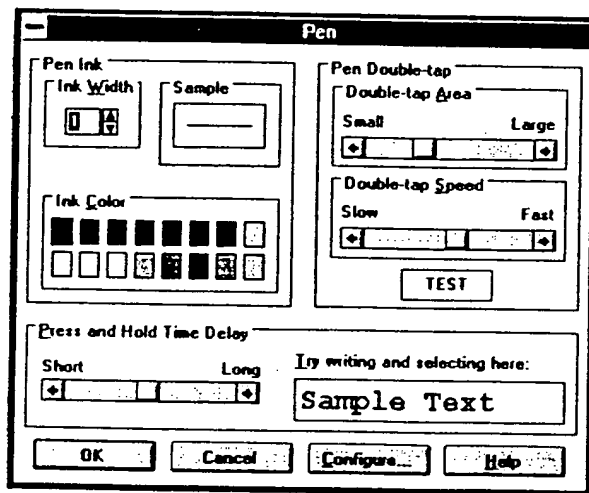 Pen
Pen Ink
Ink Width
Sample
Ink Color
Pen Double-tap
Double-tap Area
Small Large
Double-tap Speed
Slow Fast
TEST
Press and Hold Time Delay
Short Long
Try writing and selecting here:
Sample Text
OK Cancel Configure... Help